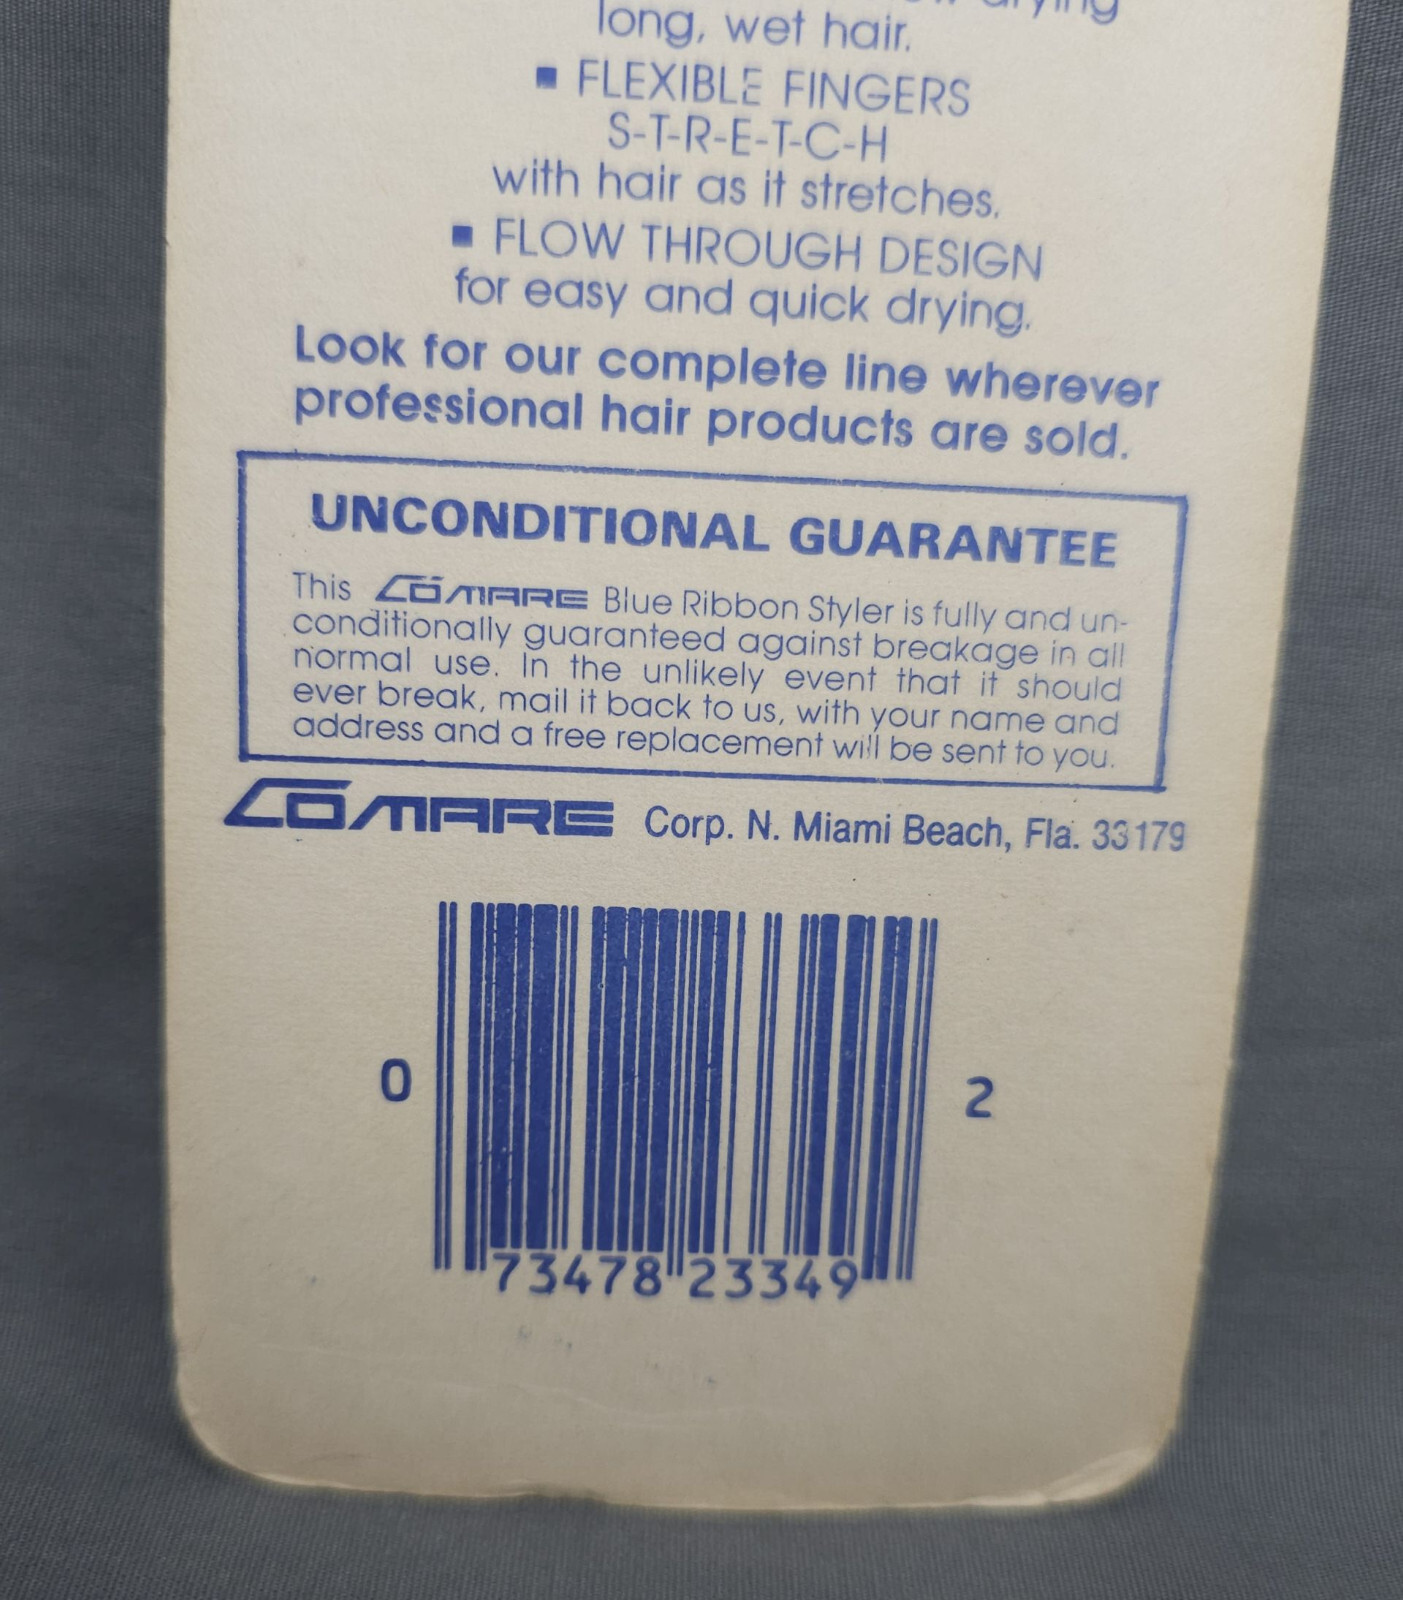 drying
long, wet hair.
▪ FLEXIBLE FINGERS
S-T-R-E-T-C-H
with hair as it stretches.
▪ FLOW THROUGH DESIGN
for easy and quick drying.
Look for our complete line wherever
professional hair products are sold.
UNCONDITIONAL GUARANTEE
This COMARE Blue Ribbon Styler is fully and un-
conditionally guaranteed against breakage in all
normal use. In the unlikely event that it should
ever break, mail it back to us, with your name and
address and a free replacement will be sent to you.
COMARE Corp. N. Miami Beach, Fla. 33179
0 2
73478 23349